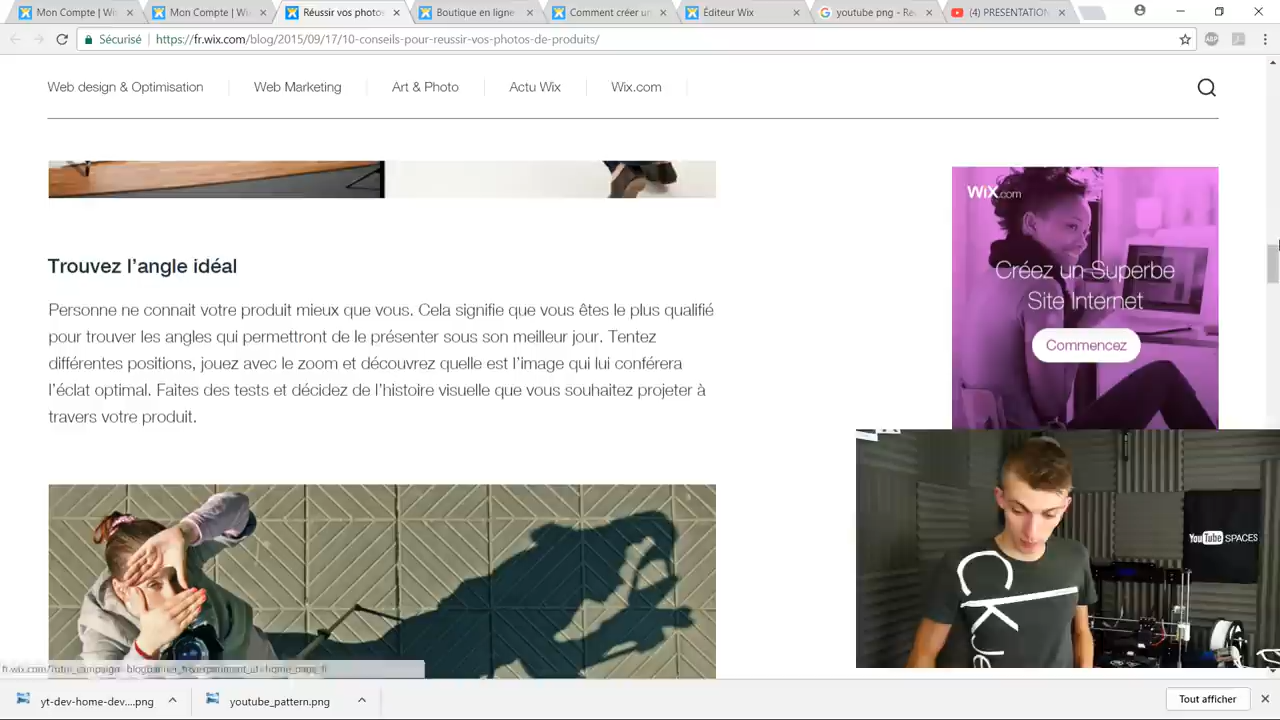 Mon Compte | Wi
Mon Compte | Wi
Réussir vos photos
Boutique en ligne
Comment créer un
Éditeur Wix
youtube png - Re
(4) PRESENTATION
Sécurisé
https://fr.wix.com/blog/2015/09/17/10-conseils-pour-reussir-vos-photos-de-produits/
ABP
Web design & Optimisation
Web Marketing
Art & Photo
Actu Wix
Wix.com
WiX.com
Créez un Superbe
Site Internet
Commencez
Trouvez l'angle idéal
Personne ne connait votre produit mieux que vous. Cela signifie que vous êtes le plus qualifié
pour trouver les angles qui permettront de le présenter sous son meilleur jour. Tentez
différentes positions, jouez avec le zoom et découvrez quelle est l'image qui lui conférera
l'éclat optimal. Faites des tests et décidez de l'histoire visuelle que vous souhaitez projeter à
travers votre produit.
YouTube SPACES
yt-dev-home-dev....png
youtube_pattern.png
Tout afficher